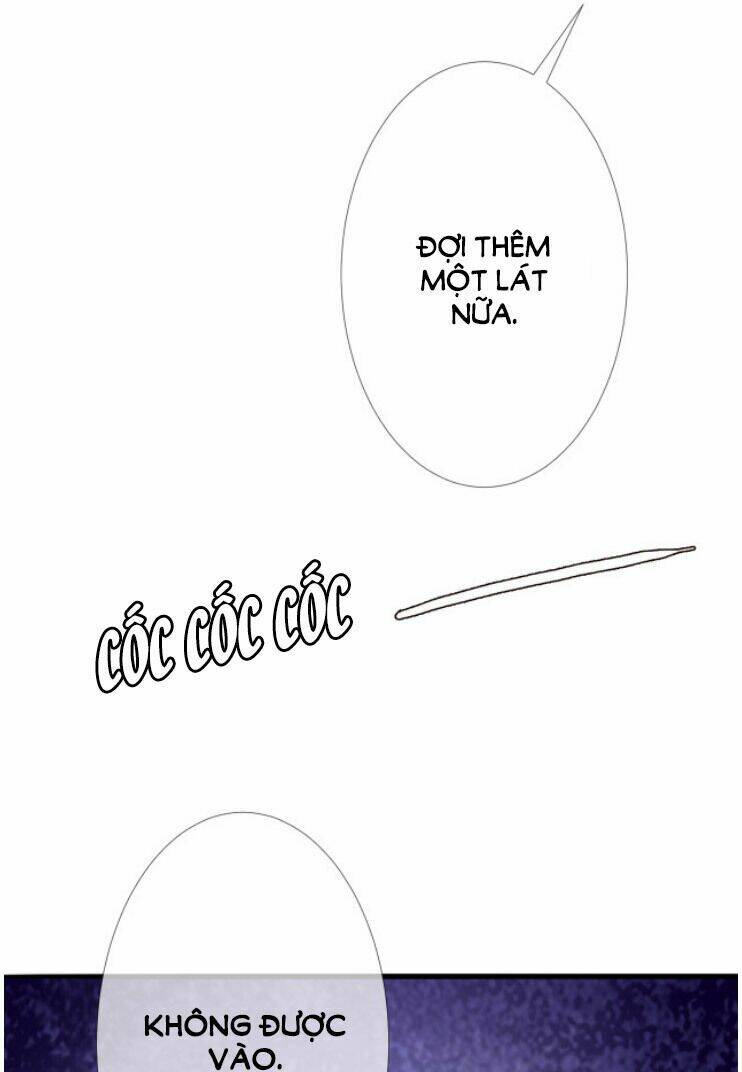 ĐỢI THÊM
MỘT LÁT
NỮA.
CỐC CỐC CỐC
KHÔNG ĐƯỢC
VÀO.